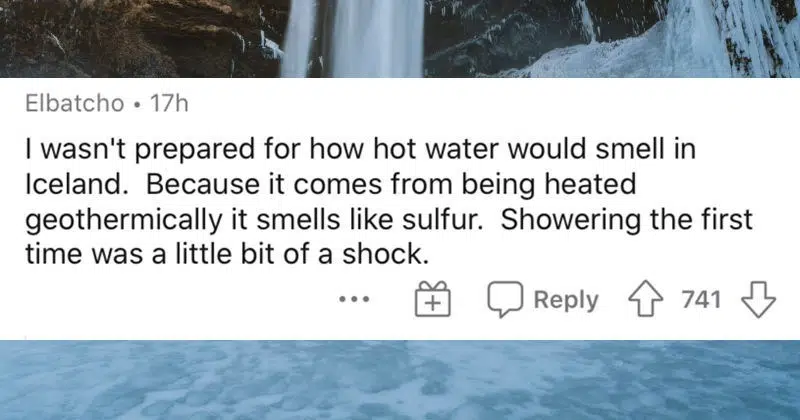 Elbatcho • 17h
I wasn't prepared for how hot water would smell in
Iceland.  Because it comes from being heated
geothermically it smells like sulfur.  Showering the first
time was a little bit of a shock.
••• Reply 741